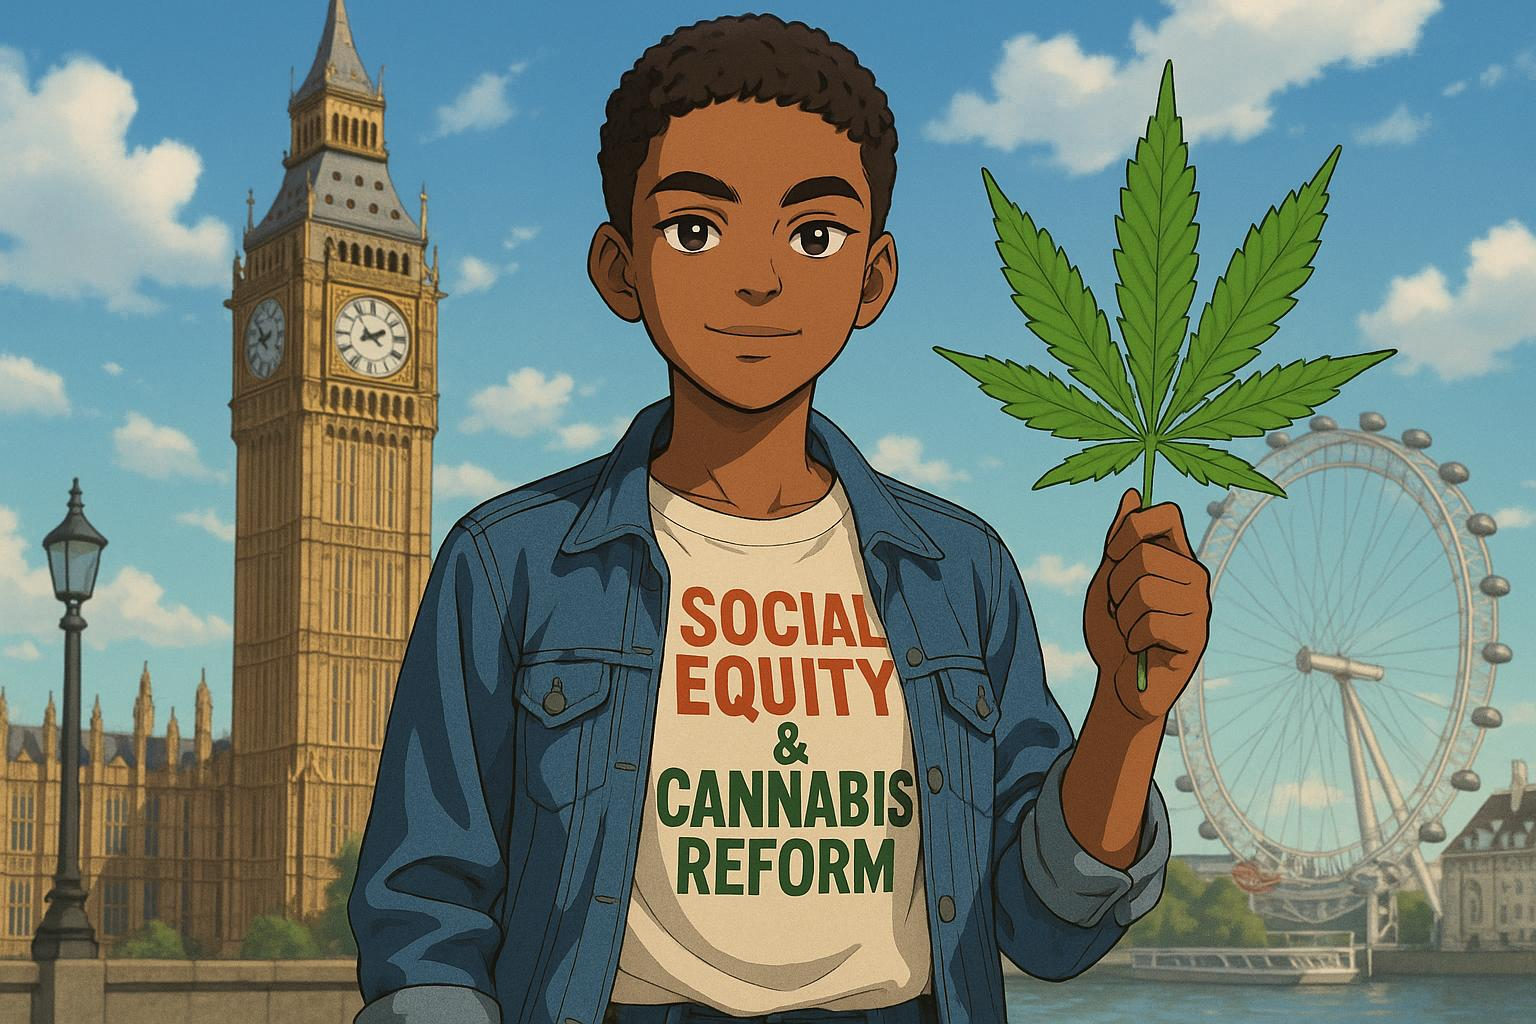 SOCIAL
EQUITY
&
CANNABIS
REFORM